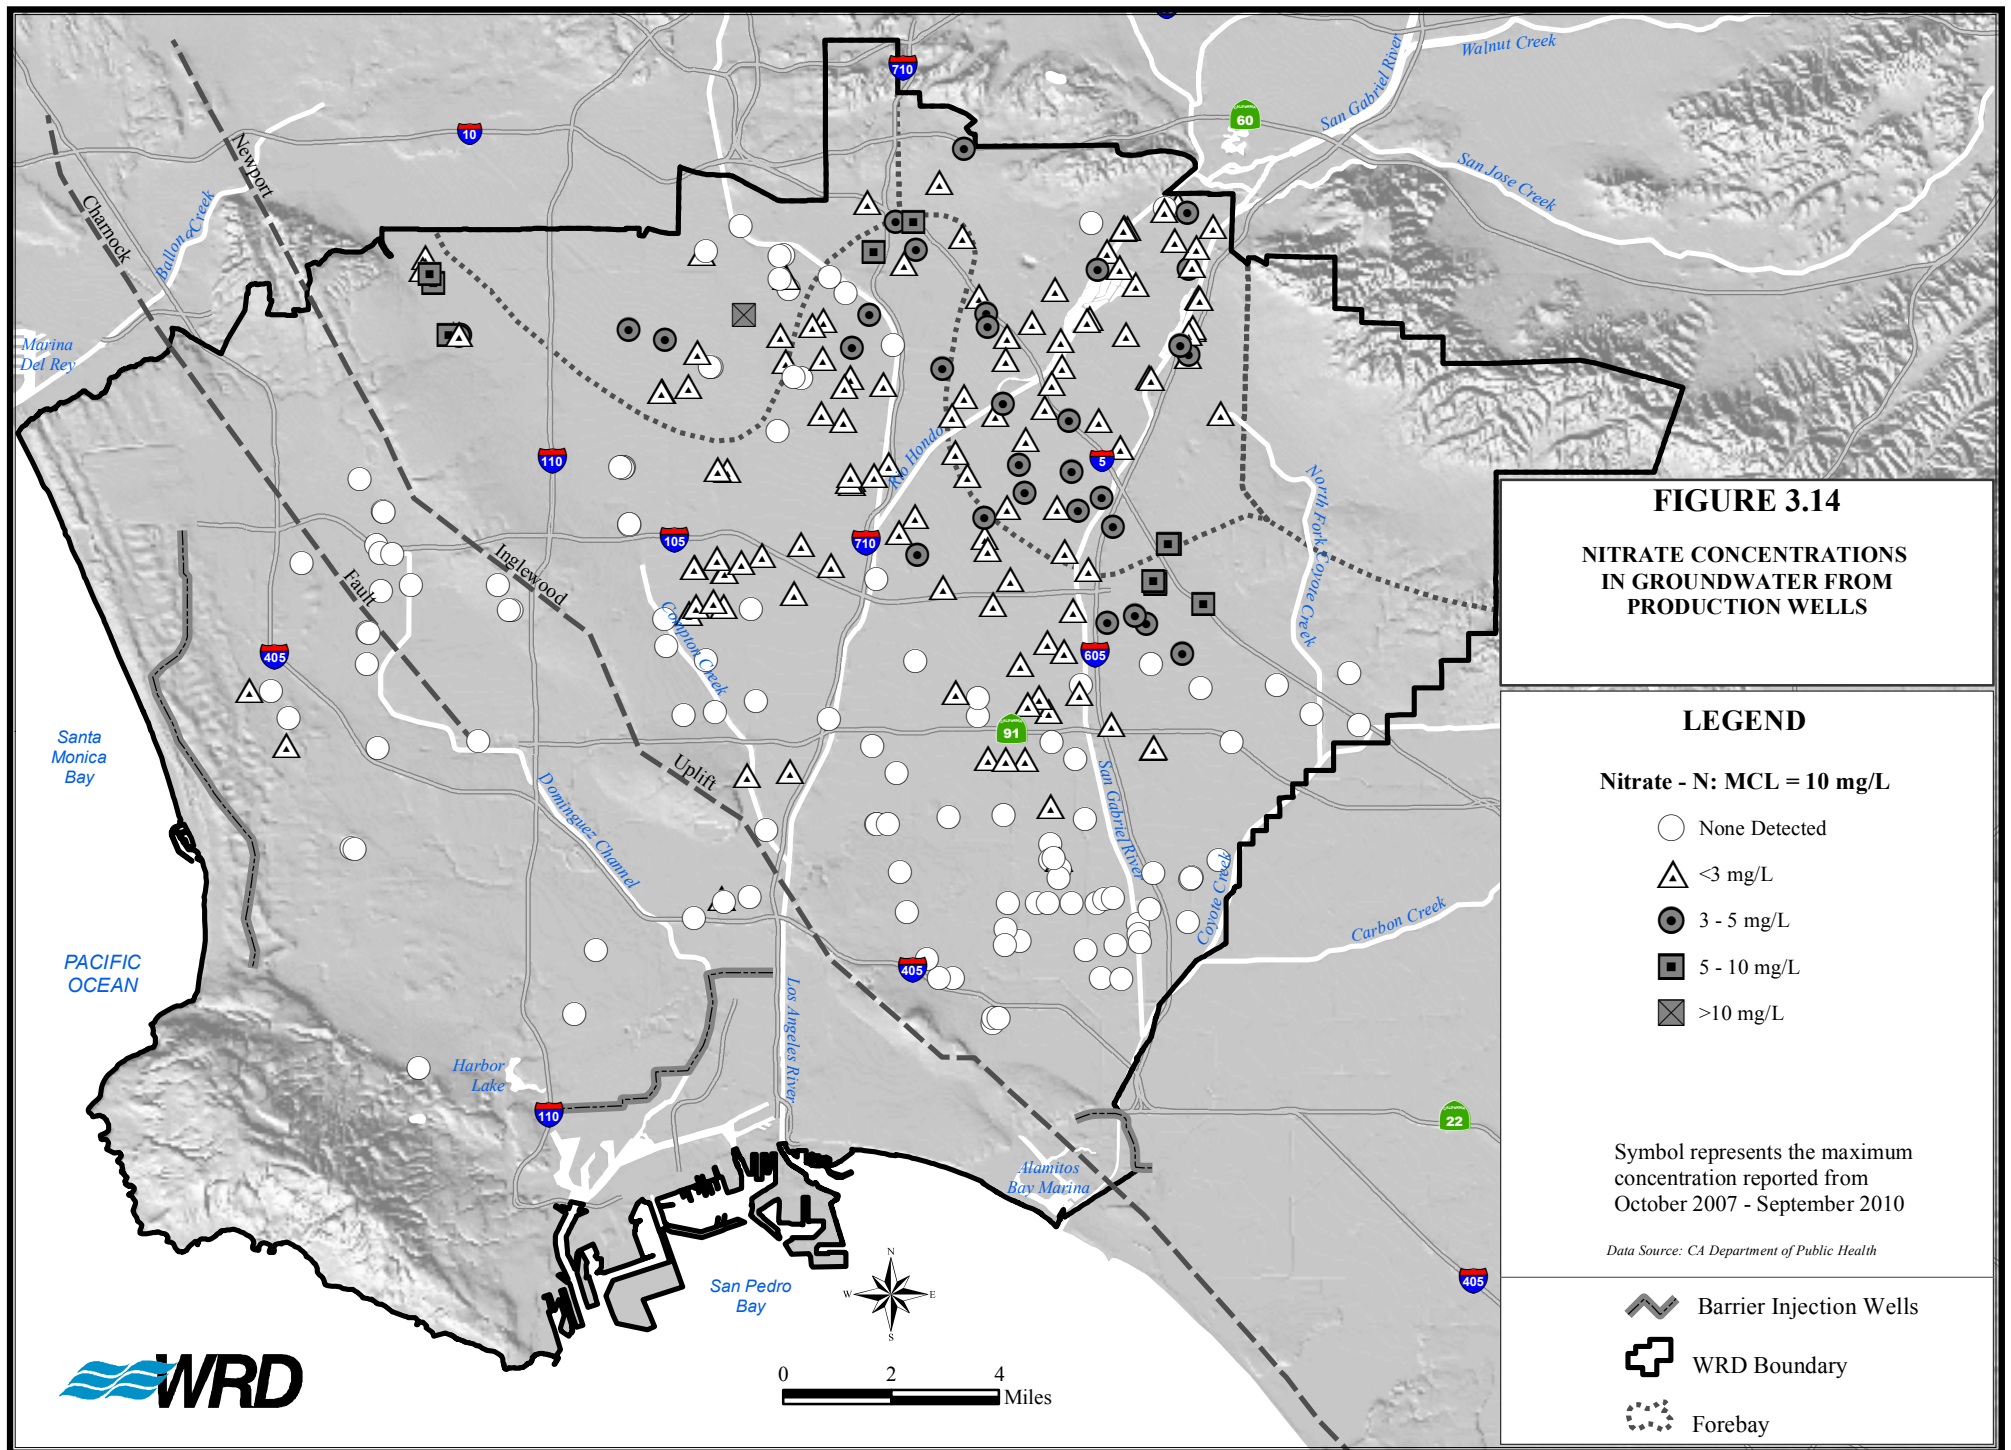 710
10
60
Walnut Creek
San Gabriel River
San Jose Creek
Newport
Charnock
Ballona Creek
Marina
Del Rey
110
5
Rio Hondo
North Fork Coyote Creek
105
710
Inglewood
Fault
Compton Creek
405
605
91
Uplift
Santa
Monica
Bay
Dominguez Channel
San Gabriel River
Coyote Creek
Carbon Creek
PACIFIC
OCEAN
405
Los Angeles River
Harbor
Lake
110
22
Alamitos
Bay Marina
San Pedro
Bay
405
N
W
E
S
0
2
4
Miles
WRD
FIGURE 3.14
NITRATE CONCENTRATIONS
IN GROUNDWATER FROM
PRODUCTION WELLS
LEGEND
Nitrate - N: MCL = 10 mg/L
None Detected
<3 mg/L
3 - 5 mg/L
5 - 10 mg/L
>10 mg/L
Symbol represents the maximum
concentration reported from
October 2007 - September 2010
Data Source: CA Department of Public Health
Barrier Injection Wells
WRD Boundary
Forebay